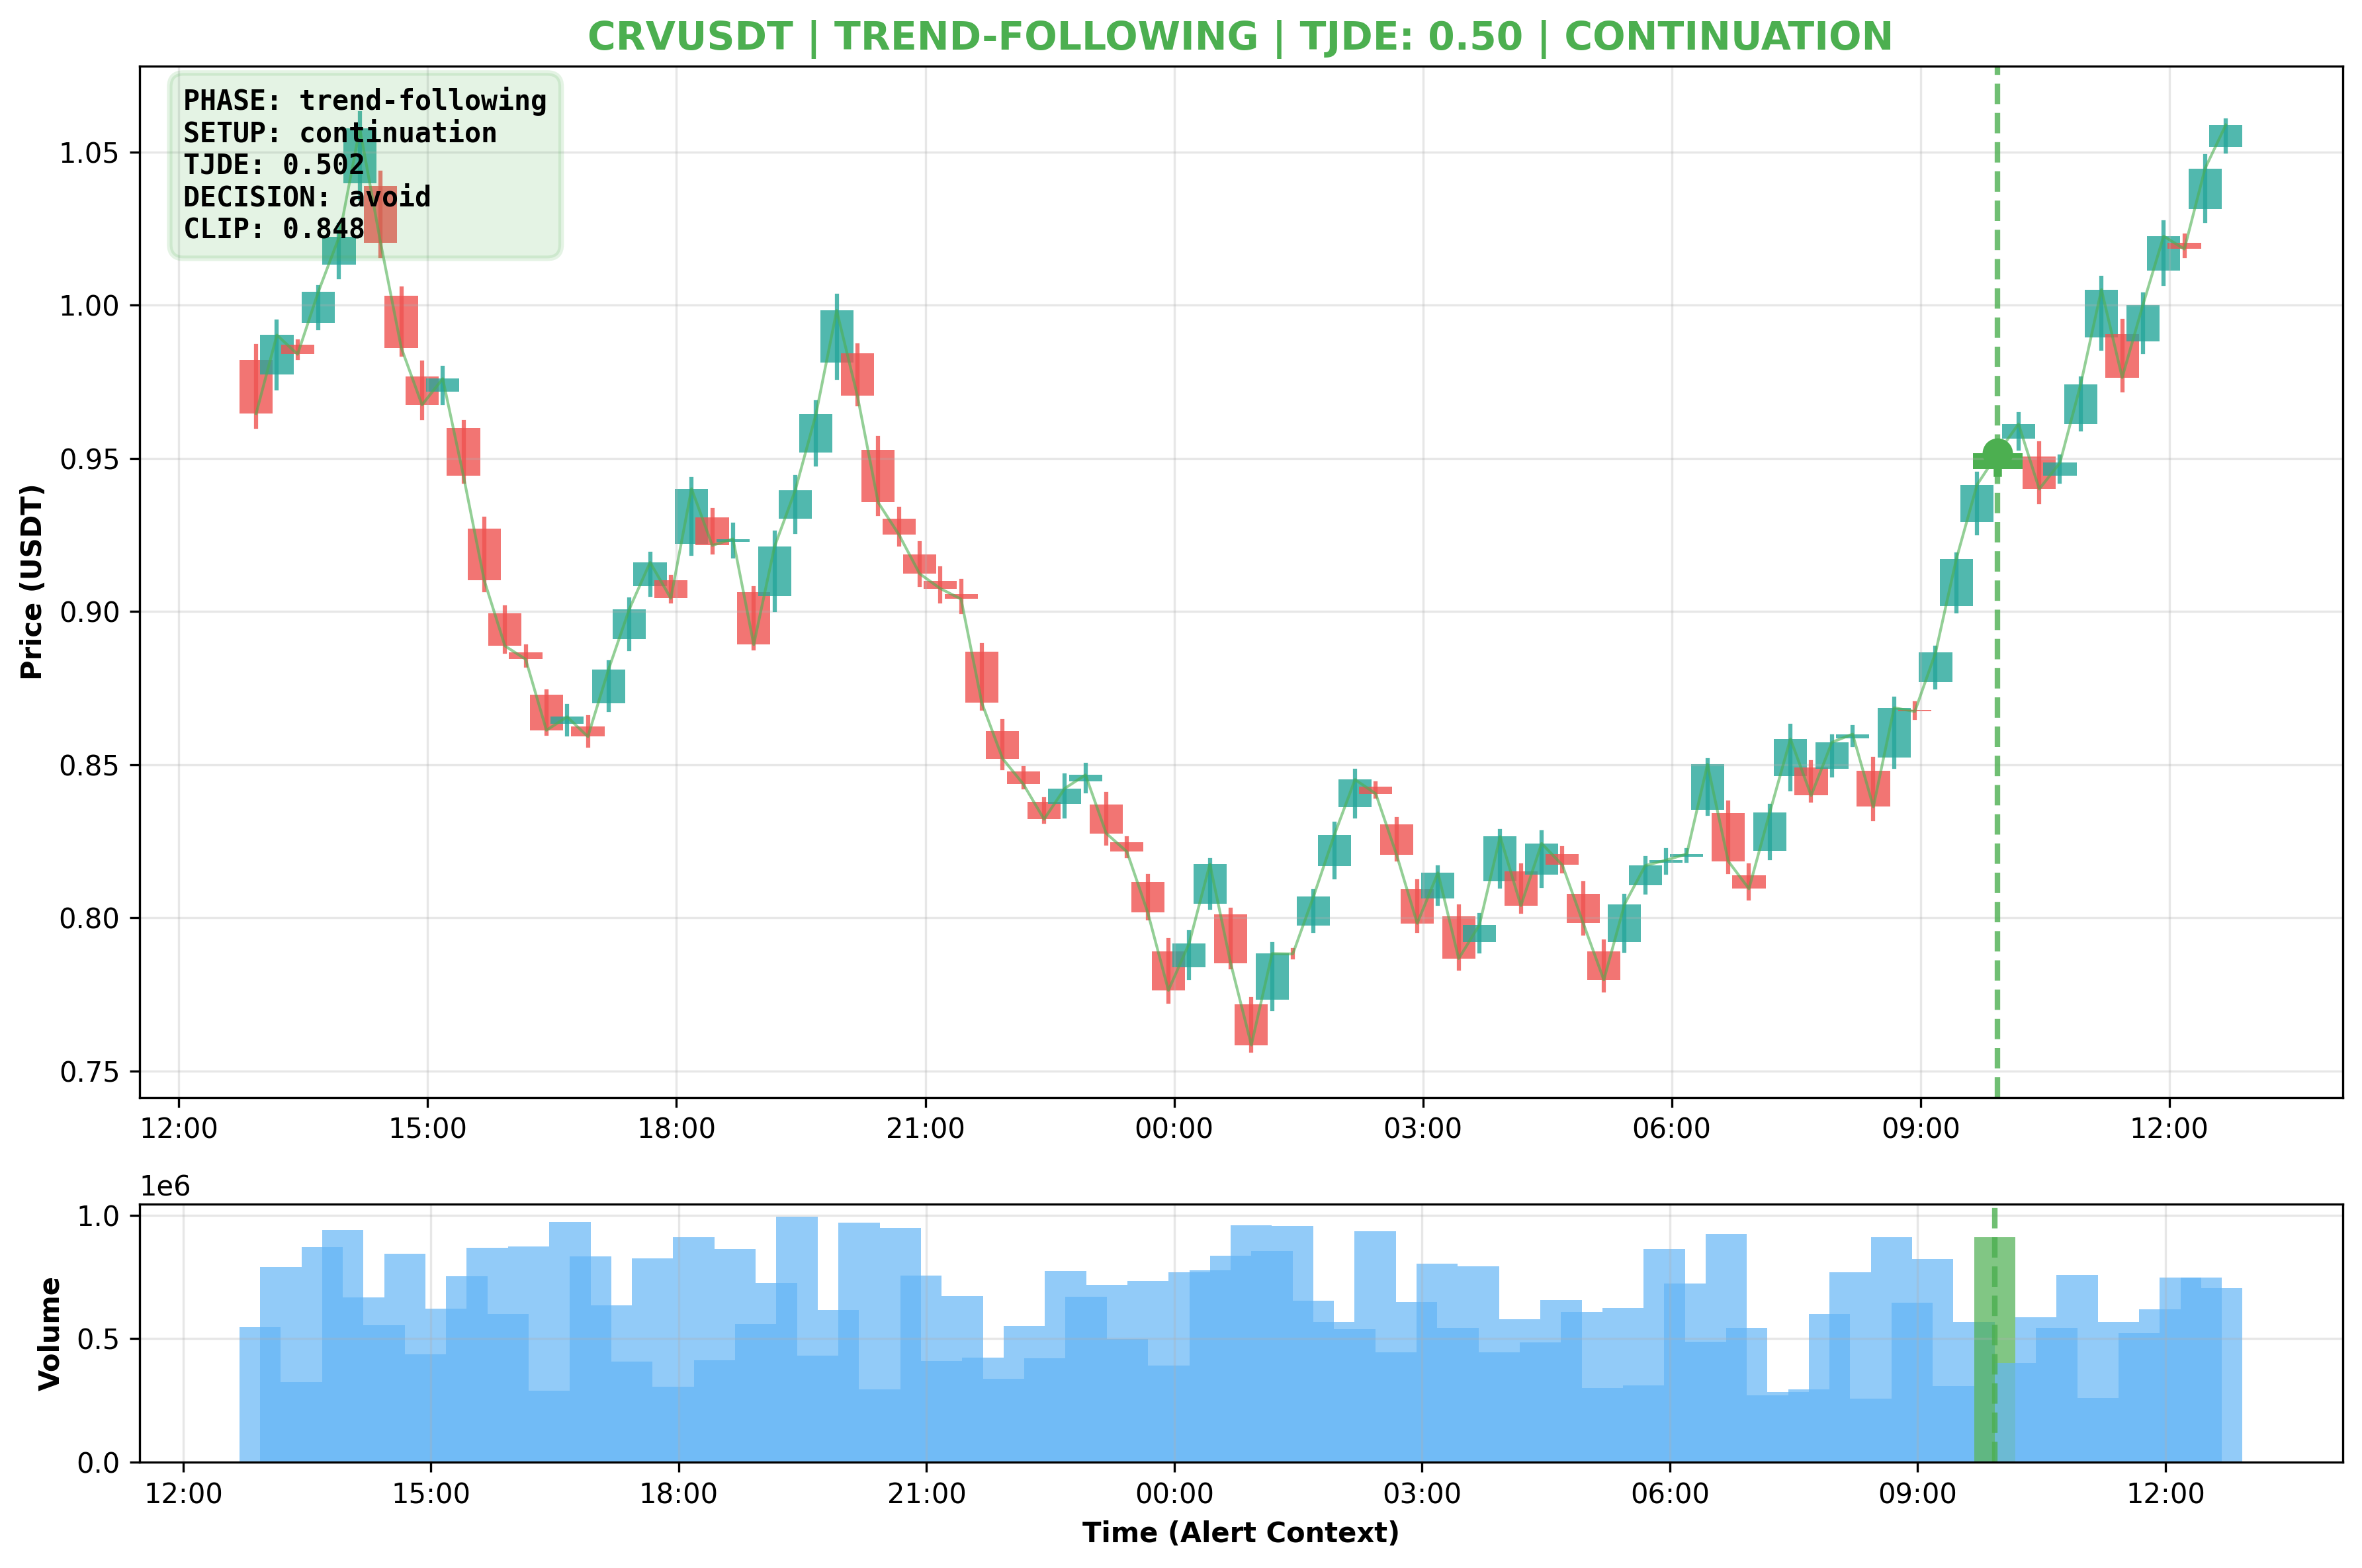 CRVUSDT | TREND-FOLLOWING | TJDE: 0.50 | CONTINUATION
PHASE: trend-following
SETUP: continuation
TJDE: 0.502
DECISION: avoid
CLIP: 0.848
Price (USDT)
1.05
1.00
0.95
0.90
0.85
0.80
0.75
12:00 15:00 18:00 21:00 00:00 03:00 06:00 09:00 12:00
1e6
Volume
1.0
0.5
0.0
12:00 15:00 18:00 21:00 00:00 03:00 06:00 09:00 12:00
Time (Alert Context)